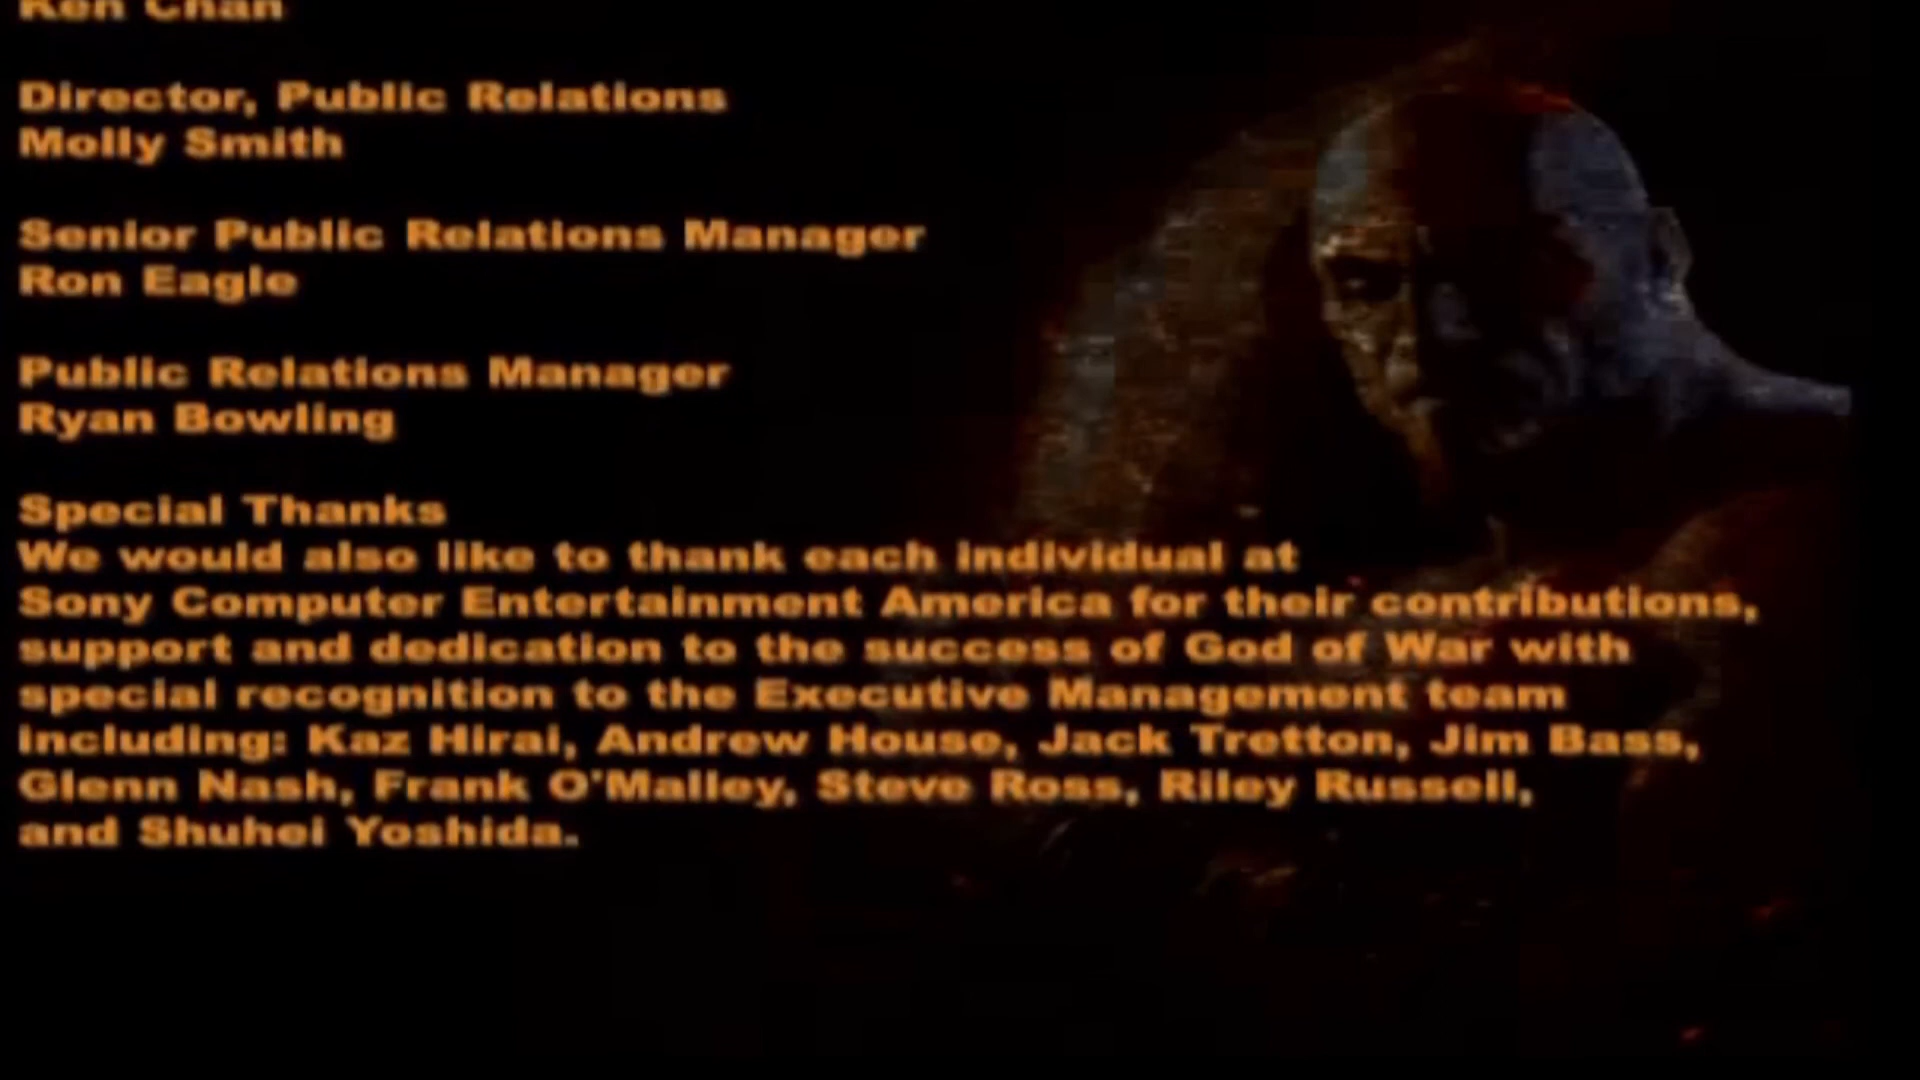 Ken Chan
Director, Public Relations
Molly Smith
Senior Public Relations Manager
Ron Eagle
Public Relations Manager
Ryan Bowling
Special Thanks
We would also like to thank each individual at
Sony Computer Entertainment America for their contributions,
support and dedication to the success of God of War with
special recognition to the Executive Management team
including: Kaz Hirai, Andrew House, Jack Tretton, Jim Bass,
Glenn Nash, Frank O'Malley, Steve Ross, Riley Russell,
and Shuhei Yoshida.